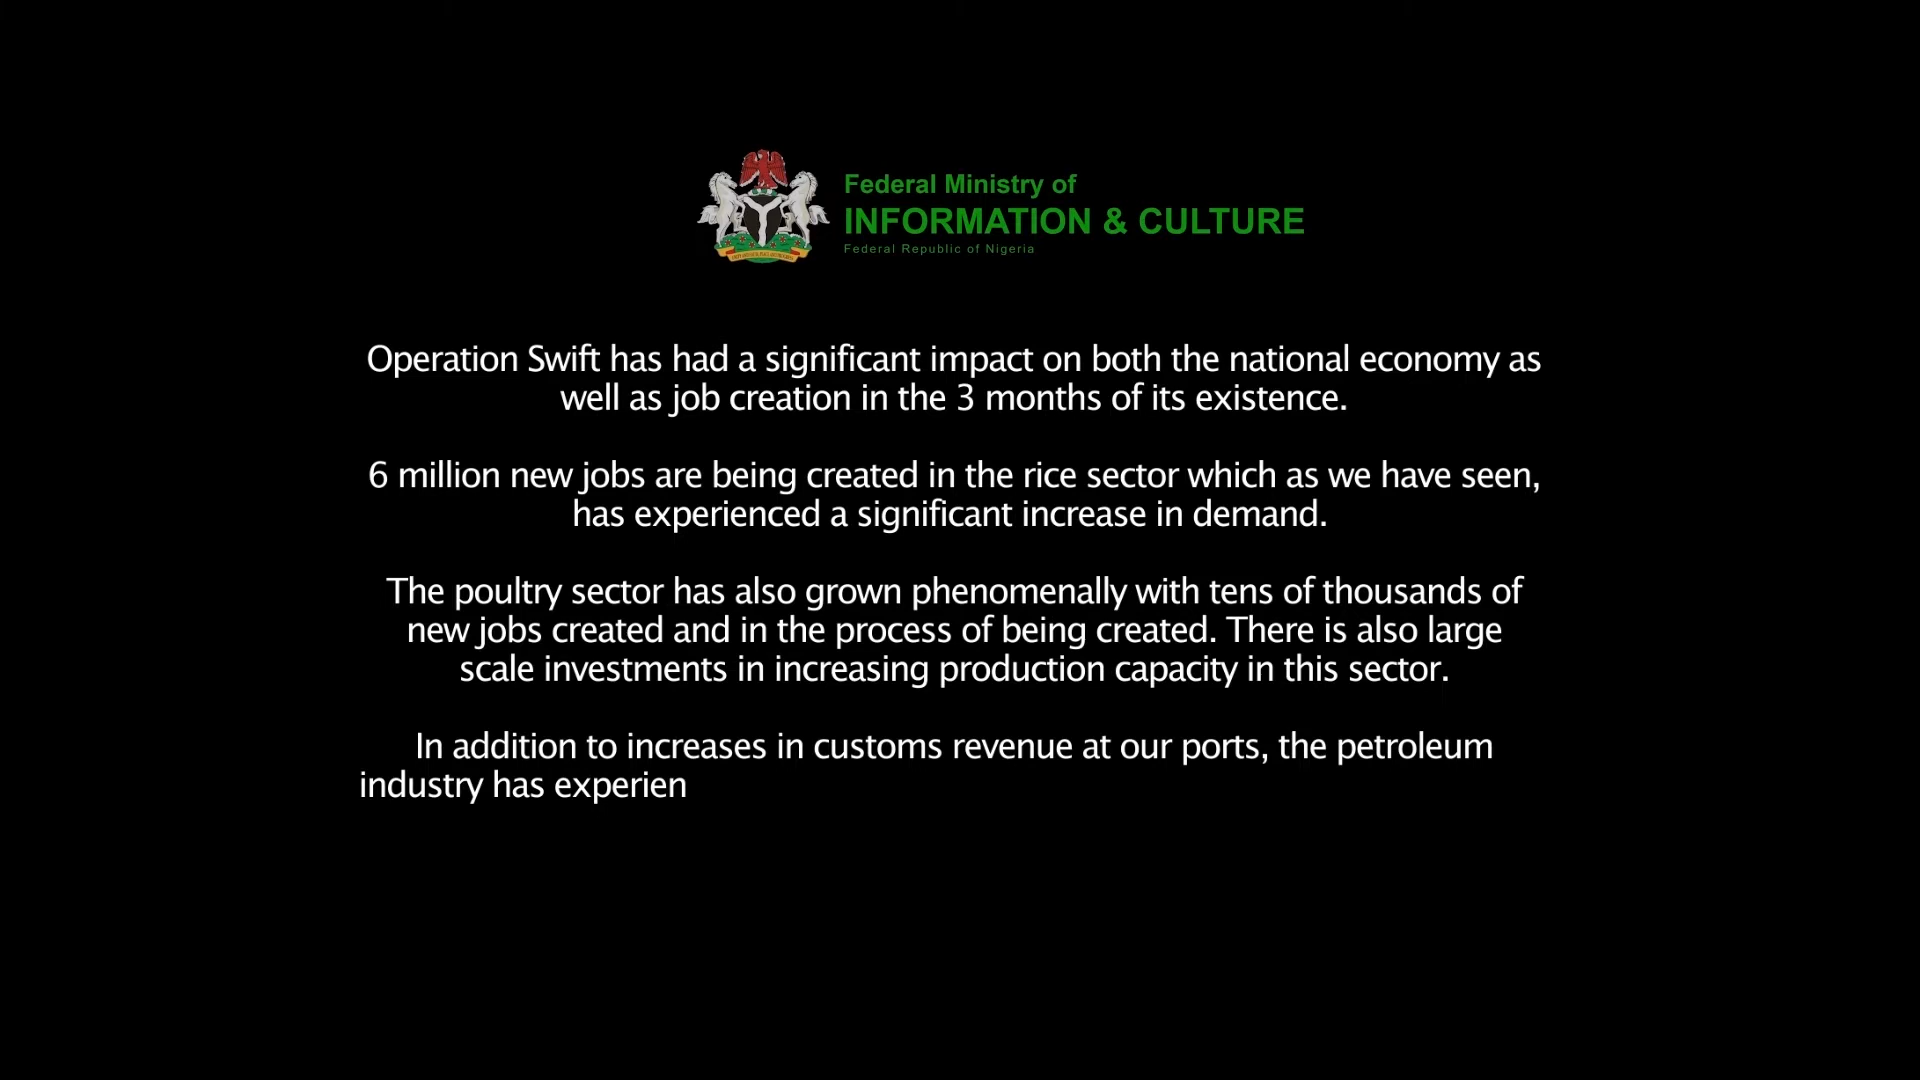 Federal Ministry of
INFORMATION & CULTURE
Federal Republic of Nigeria
Operation Swift has had a significant impact on both the national economy as
well as job creation in the 3 months of its existence.
6 million new jobs are being created in the rice sector which as we have seen,
has experienced a significant increase in demand.
The poultry sector has also grown phenomenally with tens of thousands of
new jobs created and in the process of being created. There is also large
scale investments in increasing production capacity in this sector.
In addition to increases in customs revenue at our ports, the petroleum
industry has experien